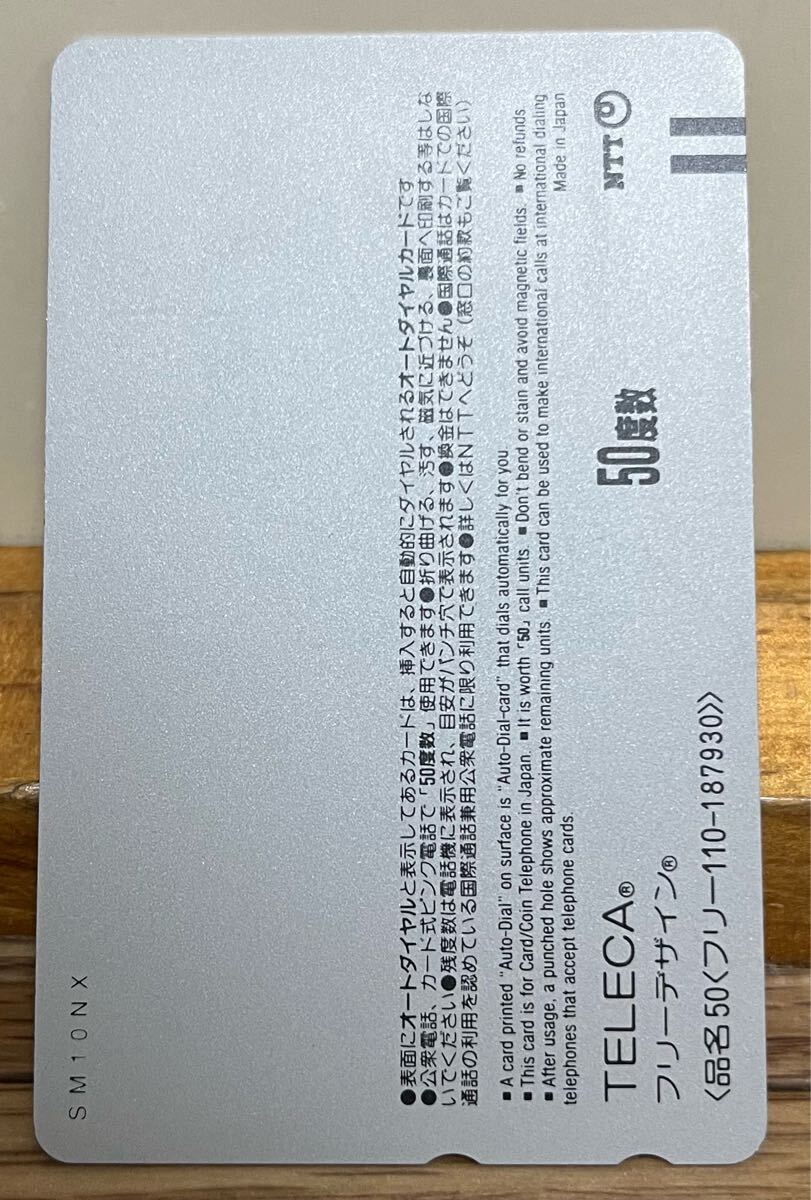 SM10NX
●表面にオートダイヤルと表示してあるカードは、挿入すると自動的にダイヤルされるオートダイヤルカードです
●公衆電話、カード式ピンク電話で「50度数」使用できます●折り曲げる、汚す、磁気に近づける、裏面へ印刷する等はしな
いでください●残度数は電話機に表示され、目安がパンチ穴で表示されます●換金はできません●国際通話はカードでの国際
通話の利用を認めている国際通話兼用公衆電話に限り利用できます●詳しくはNTTへどうぞ（窓口の約款もご覧ください）
■ A card printed "Auto-Dial" on surface is "Auto-Dial-card" that dials automatically for you
■ This card is for Card/Coin Telephone in Japan. ■ It is worth「50」call units. ■ Don't bend or stain and avoid magnetic fields. ■ No refunds
■ After usage, a punched hole shows approximate remaining units ■ This card can be used to make international calls at international dialing
telephones that accept telephone cards.
Made in Japan
TELECA®
フリーデザイン®
50度数
NTT
〈品名50〈フリー110-187930〉〉